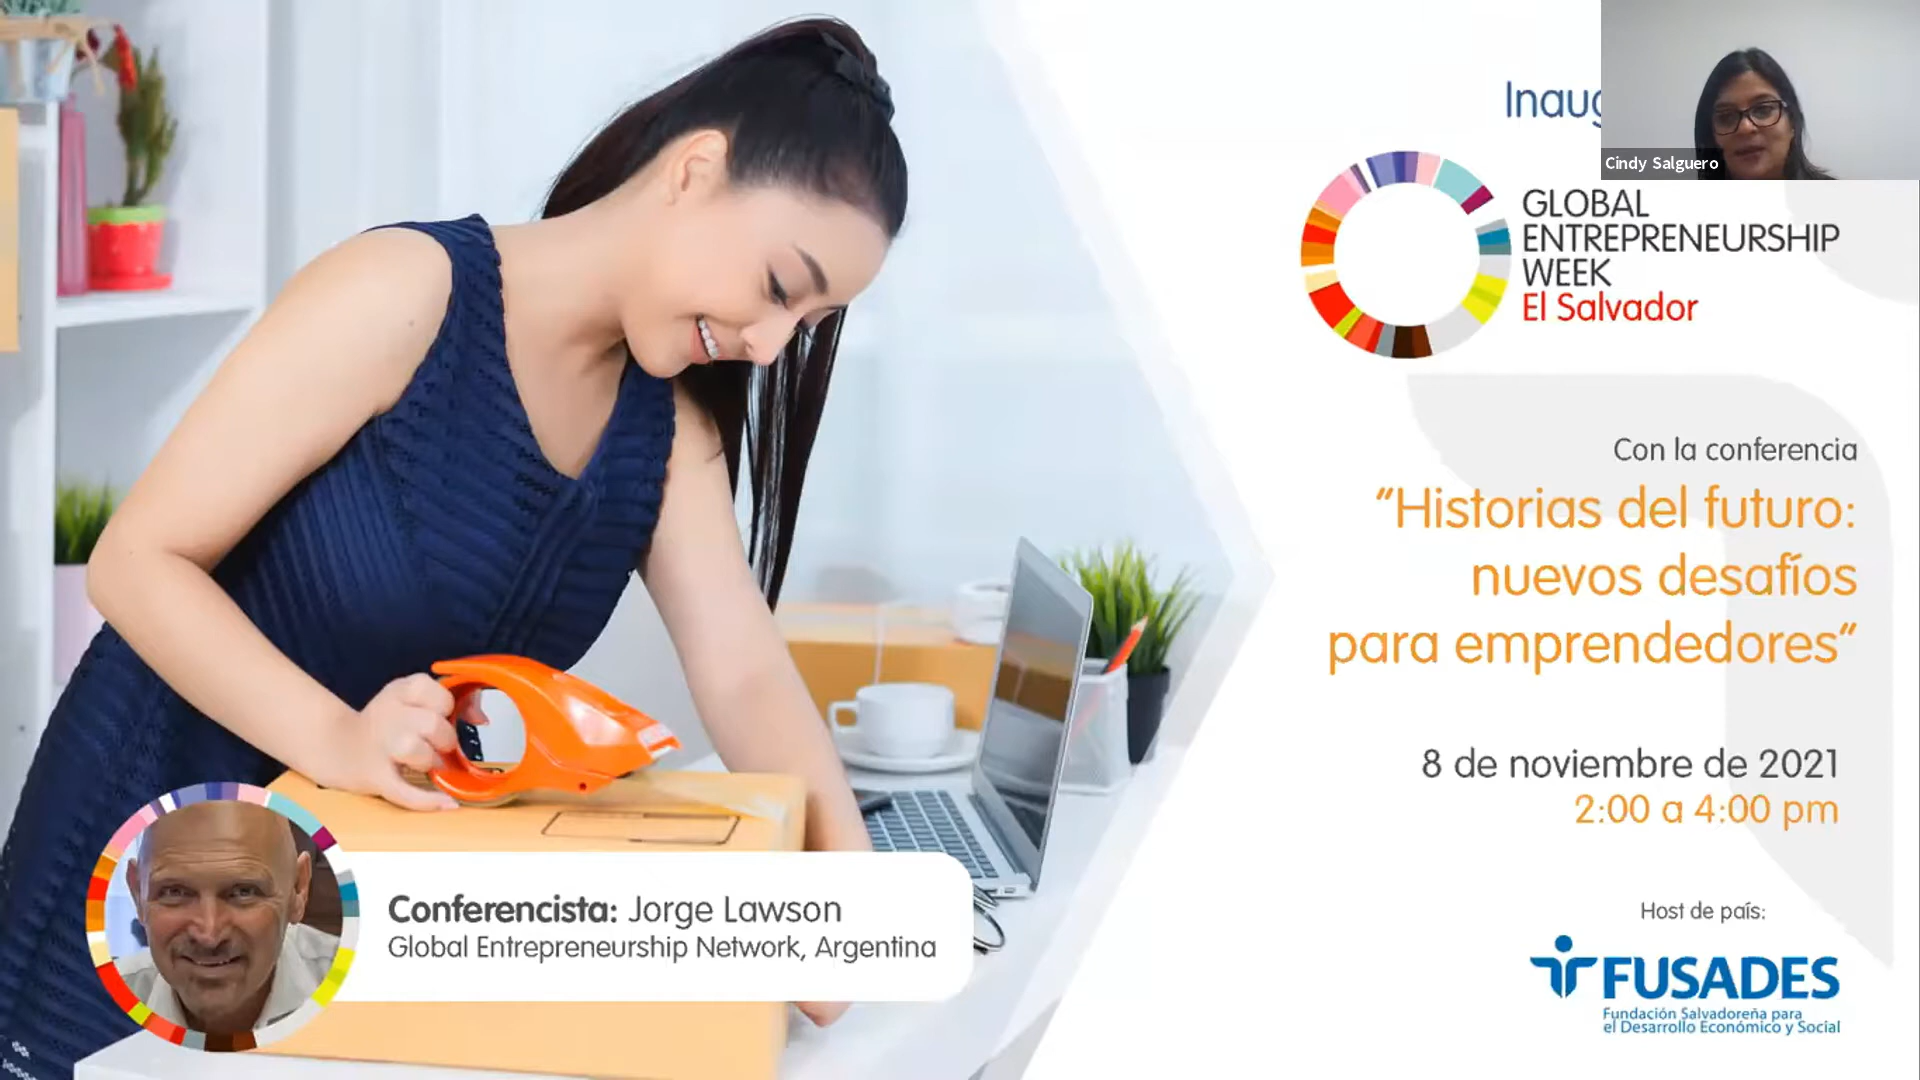 Cindy Salguero
GLOBAL
ENTREPRENEURSHIP
WEEK
El Salvador
Con la conferencia
"Historias del futuro:
nuevos desafíos
para emprendedores"
8 de noviembre de 2021
2:00 a 4:00 pm
Conferencista: Jorge Lawson
Global Entrepreneurship Network, Argentina
Host de país:
FUSADES
Fundación Salvadoreña para
el Desarrollo Económico y Social